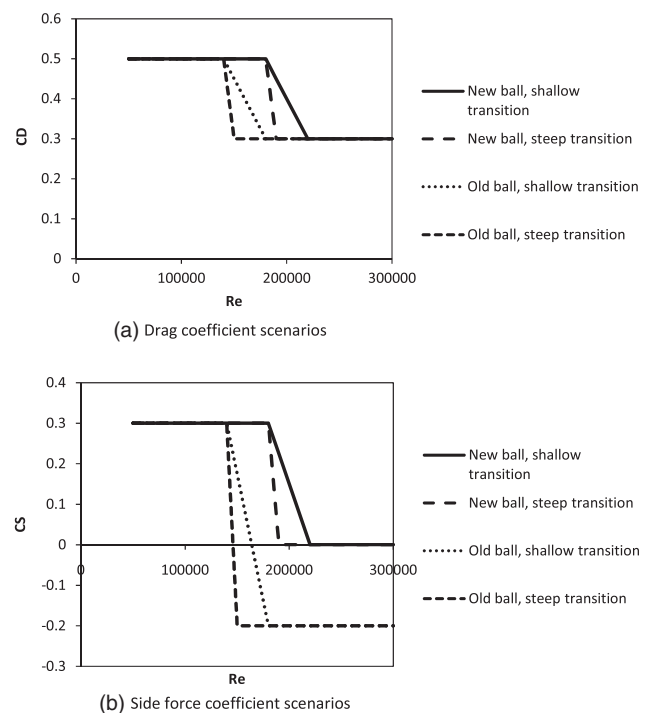 0.6
0.5
0.4
0.3
0.2
0.1
0
CD
0 100000 200000 300000
Re
New ball, shallow
transition
New ball, steep transition
Old ball, shallow transition
Old ball, steep transition
(a) Drag coefficient scenarios
0.4
0.3
0.2
0.1
0
-0.1
-0.2
-0.3
CS
0 100000 200000 300000
Re
New ball, shallow
transition
New ball, steep transition
Old ball, shallow transition
Old ball, steep transition
(b) Side force coefficient scenarios